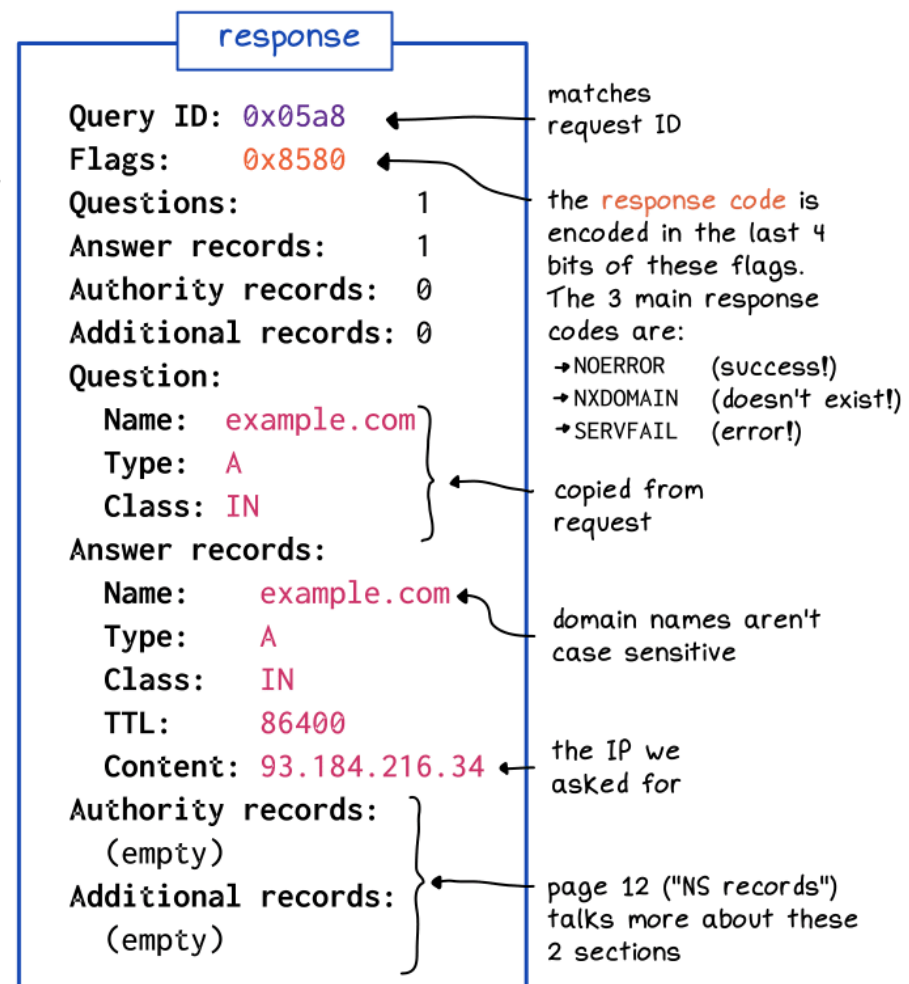 response
Query ID: 0x05a8
matches
request ID
Flags: 0x8580
the response code is
encoded in the last 4
bits of these flags.
The 3 main response
codes are:
→NOERROR (success!)
→NXDOMAIN (doesn't exist!)
→SERVFAIL (error!)
Questions: 1
Answer records: 1
Authority records: 0
Additional records: 0
Question:
Name: example.com
Type: A
Class: IN
copied from
request
Answer records:
Name: example.com
domain names aren't
case sensitive
Type: A
Class: IN
TTL: 86400
Content: 93.184.216.34
the IP we
asked for
Authority records:
(empty)
Additional records:
(empty)
page 12 ("NS records")
talks more about these
2 sections